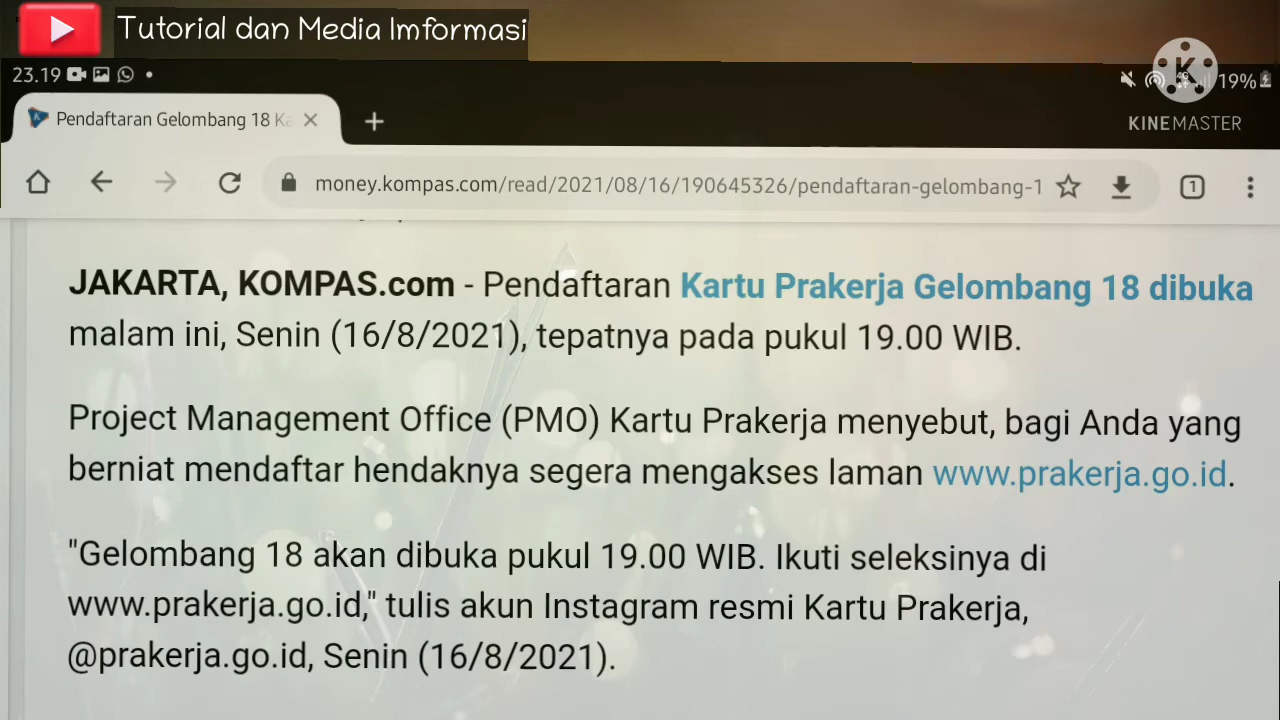 Tutorial dan Media Imformasi
23.19
19%
KINEMASTER
Pendaftaran Gelombang 18 Ka
money.kompas.com/read/2021/08/16/190645326/pendaftaran-gelombang-1
1
JAKARTA, KOMPAS.com - Pendaftaran Kartu Prakerja Gelombang 18 dibuka
malam ini, Senin (16/8/2021), tepatnya pada pukul 19.00 WIB.
Project Management Office (PMO) Kartu Prakerja menyebut, bagi Anda yang
berniat mendaftar hendaknya segera mengakses laman www.prakerja.go.id.
"Gelombang 18 akan dibuka pukul 19.00 WIB. Ikuti seleksinya di
www.prakerja.go.id," tulis akun Instagram resmi Kartu Prakerja,
@prakerja.go.id, Senin (16/8/2021).